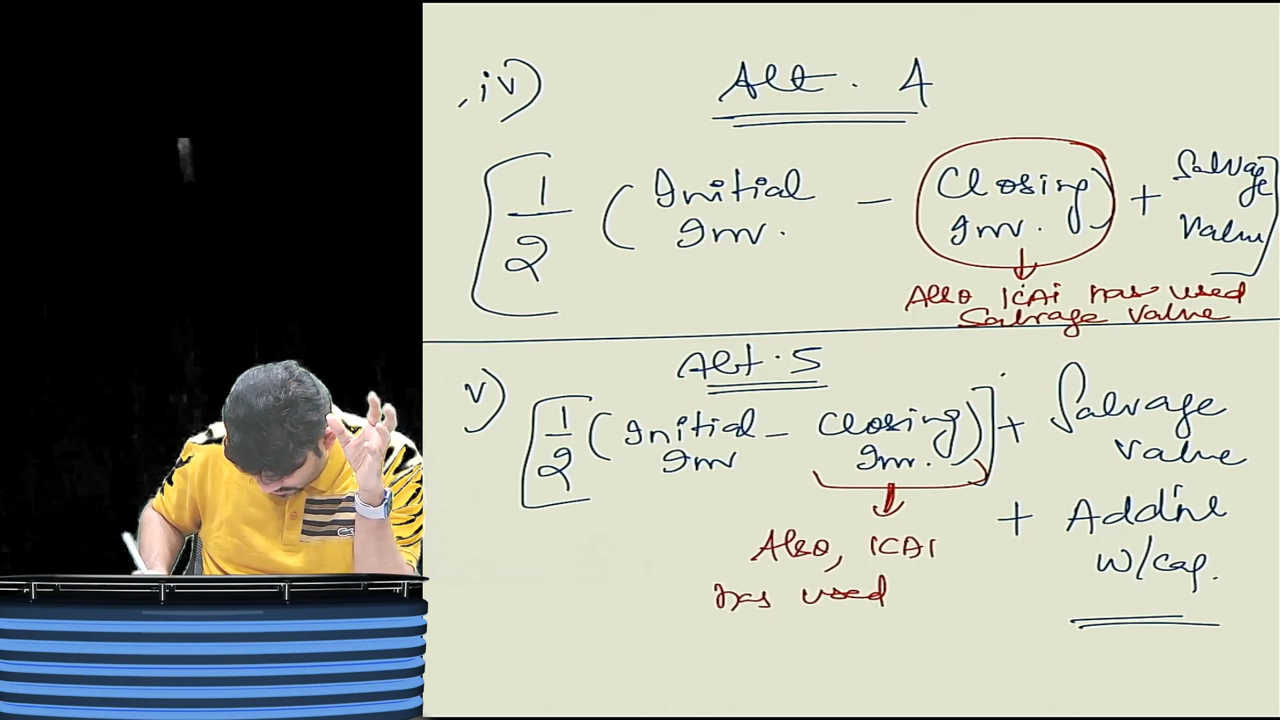 iv) Alt. 4
[ 1/2 ( Initial Inv. - Closing Inv. ) + Salvage Value ]
Also ICAI has used
Salvage Value
v) Alt. 5
[ 1/2 ( Initial Inv - Closing Inv. ) ] + Salvage Value
+ Addine W/cap.
Also, ICAI
has used